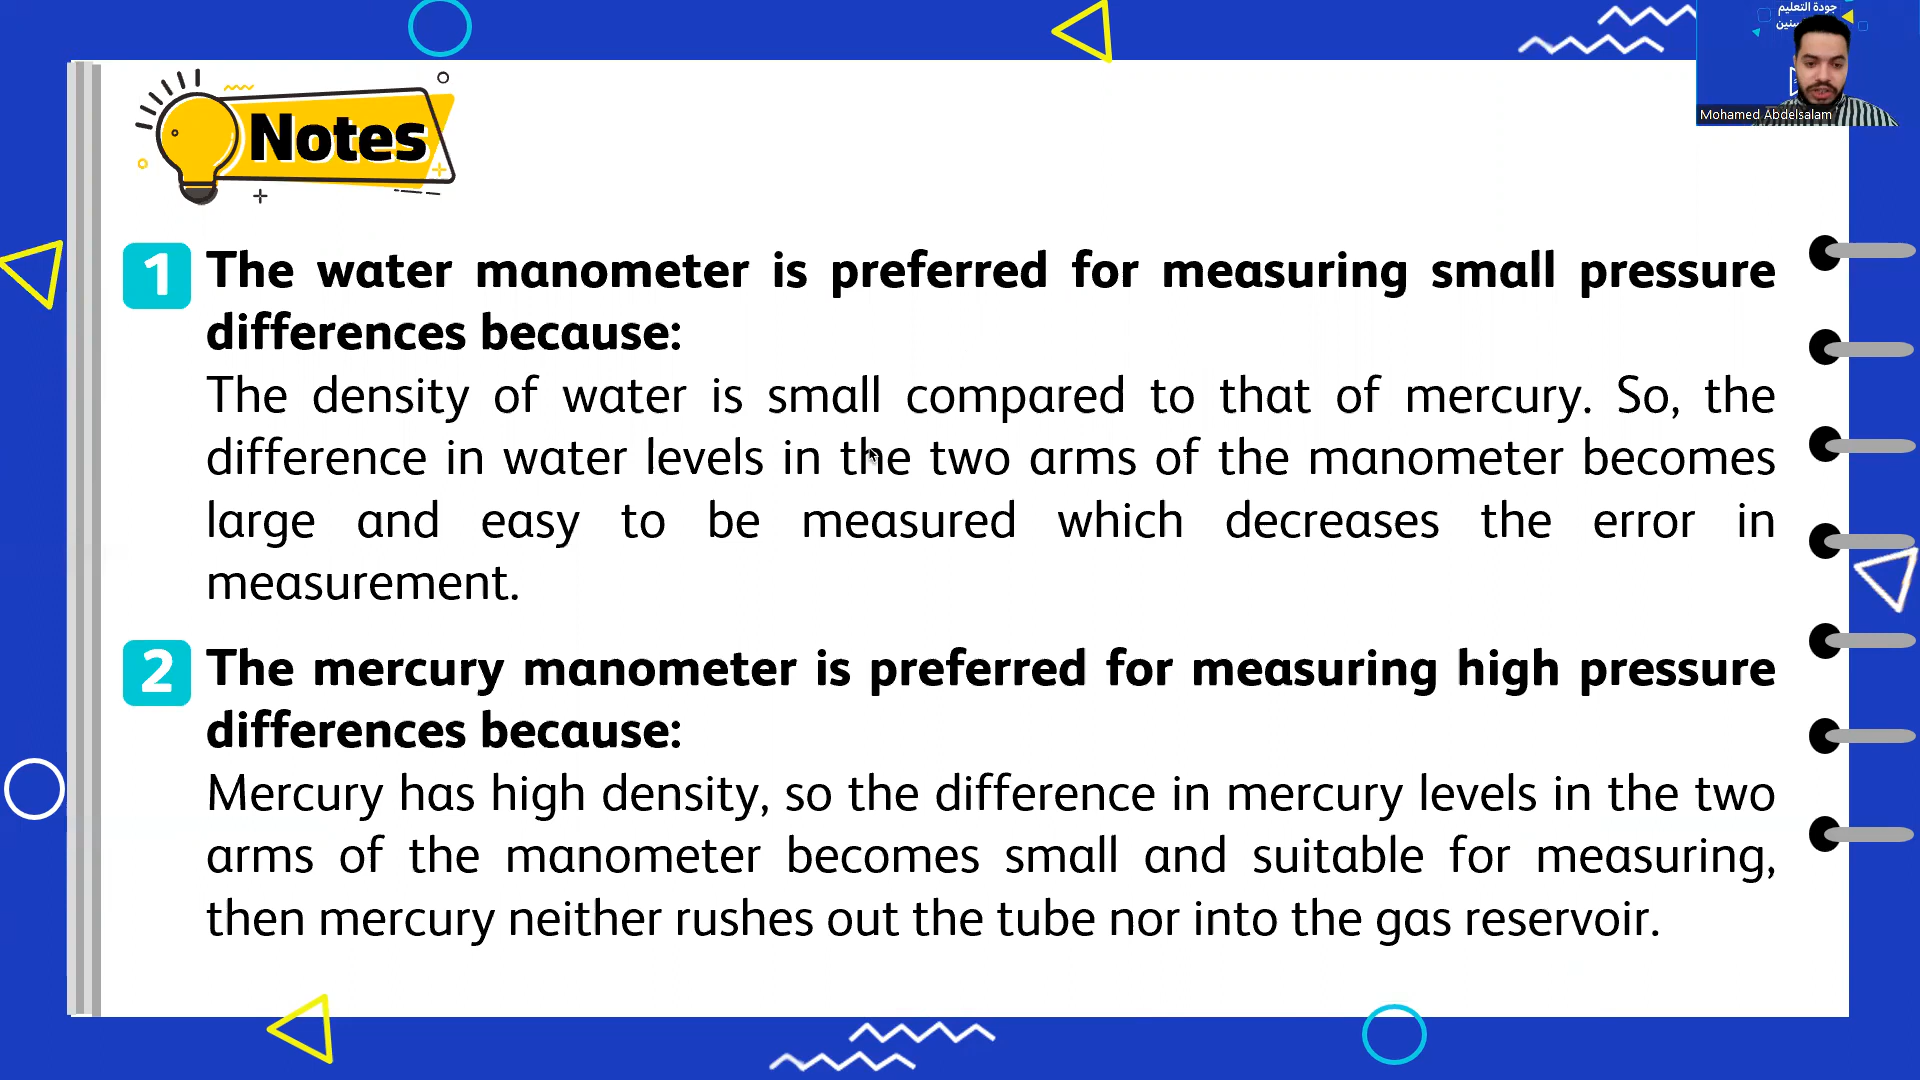 جودة التعليم
Mohamed Abdelsalam
Notes
1 The water manometer is preferred for measuring small pressure
differences because:
The density of water is small compared to that of mercury. So, the
difference in water levels in the two arms of the manometer becomes
large and easy to be measured which decreases the error in
measurement.
2 The mercury manometer is preferred for measuring high pressure
differences because:
Mercury has high density, so the difference in mercury levels in the two
arms of the manometer becomes small and suitable for measuring,
then mercury neither rushes out the tube nor into the gas reservoir.